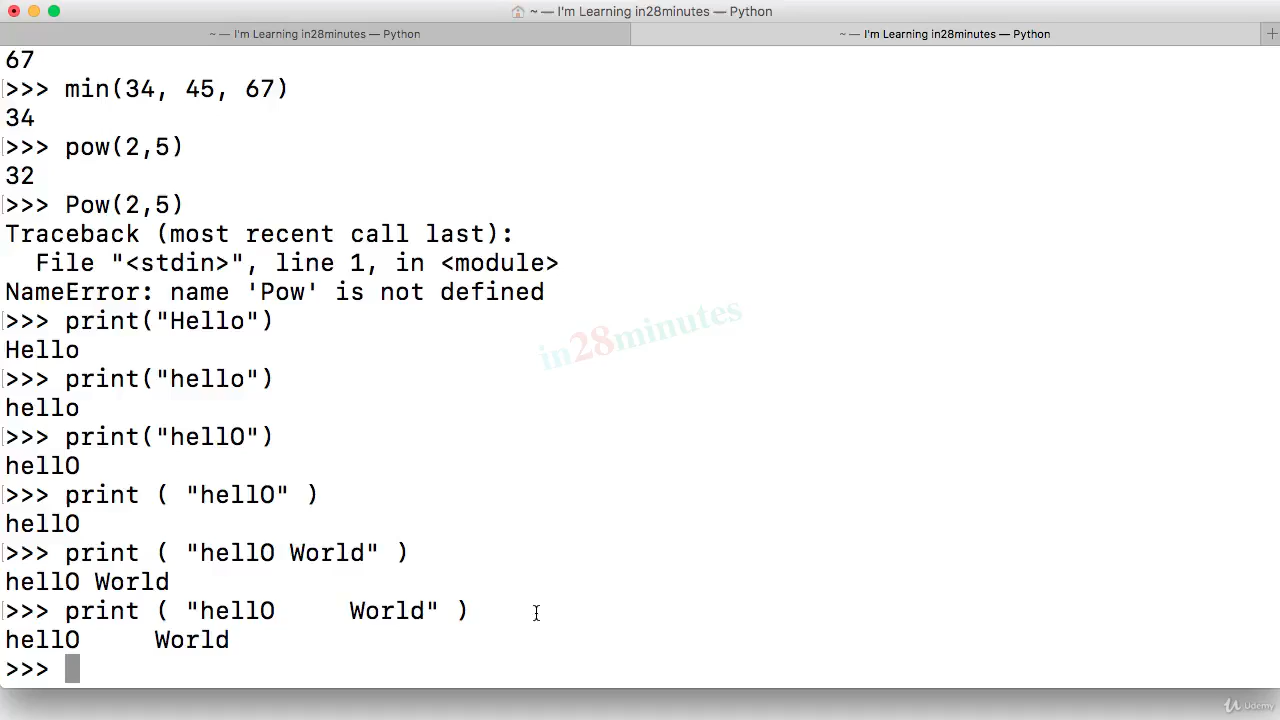 ~ — I'm Learning in28minutes — Python
~ — I'm Learning in28minutes — Python
~ — I'm Learning in28minutes — Python
67
>>> min(34, 45, 67)
34
>>> pow(2,5)
32
>>> Pow(2,5)
Traceback (most recent call last):
  File "<stdin>", line 1, in <module>
NameError: name 'Pow' is not defined
>>> print("Hello")
Hello
>>> print("hello")
hello
>>> print("hellO")
hellO
>>> print ( "hellO" )
hellO
>>> print ( "hellO World" )
hellO World
>>> print ( "hellO     World" )
hellO     World
>>>
in28minutes
Udemy